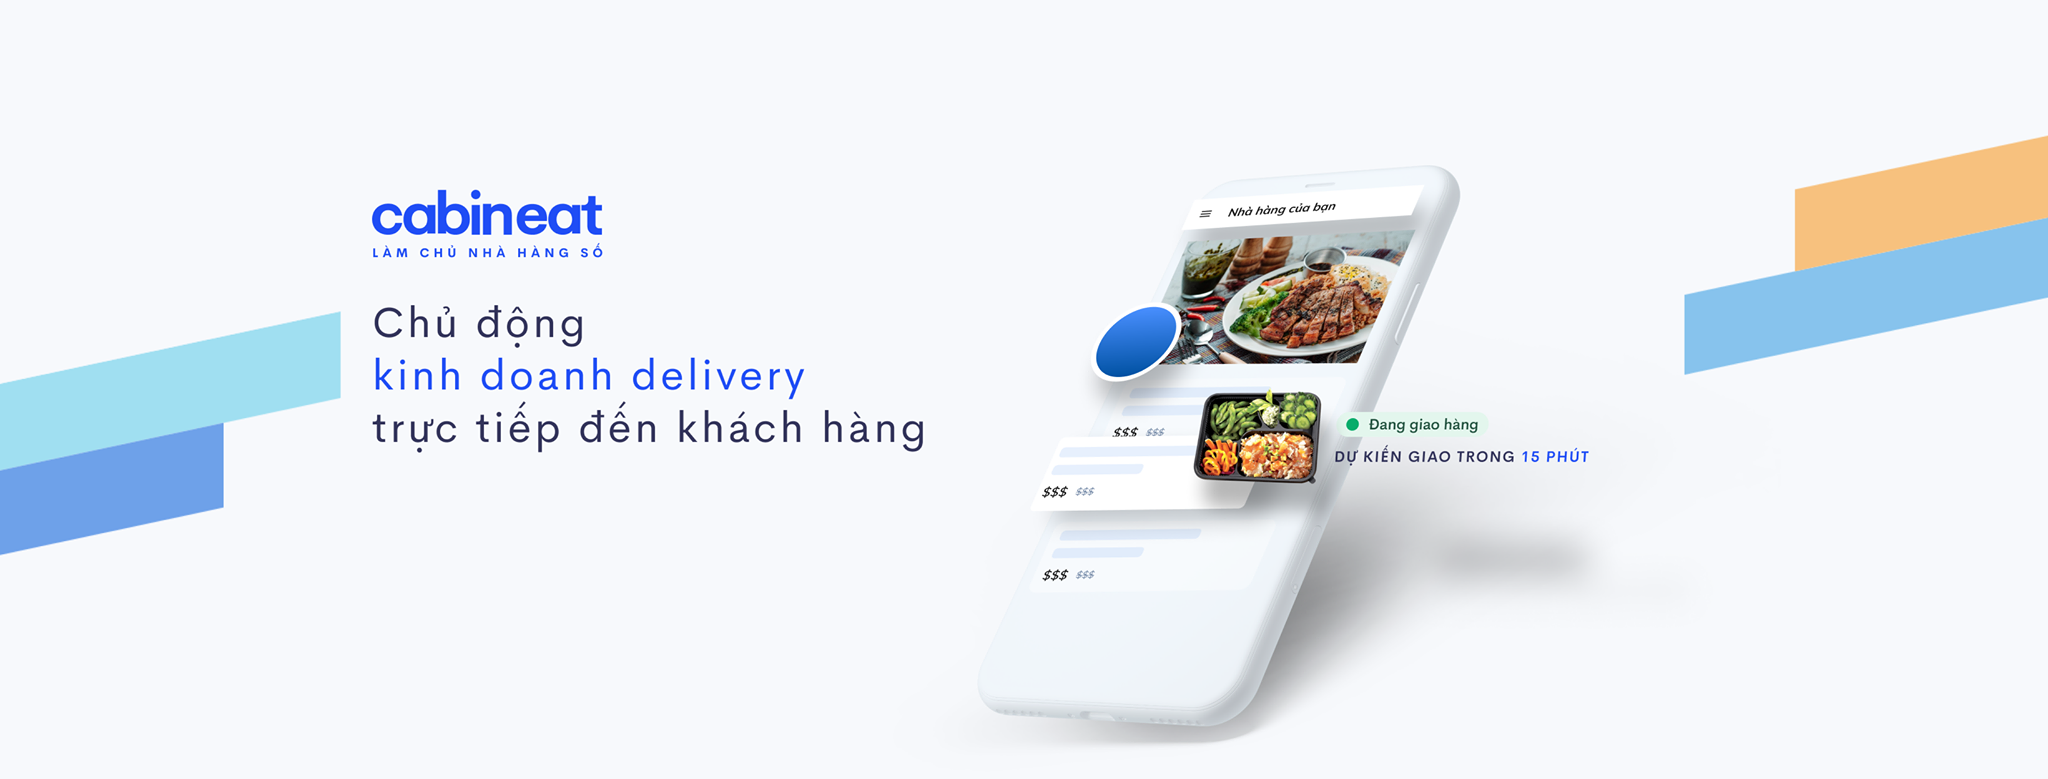 cabineat
LÀM CHỦ NHÀ HÀNG SỐ
Chủ động
kinh doanh delivery
trực tiếp đến khách hàng
Nhà hàng của bạn
$$$ $$$
$$$ $$$
$$$ $$$
Đang giao hàng
DỰ KIẾN GIAO TRONG 15 PHÚT